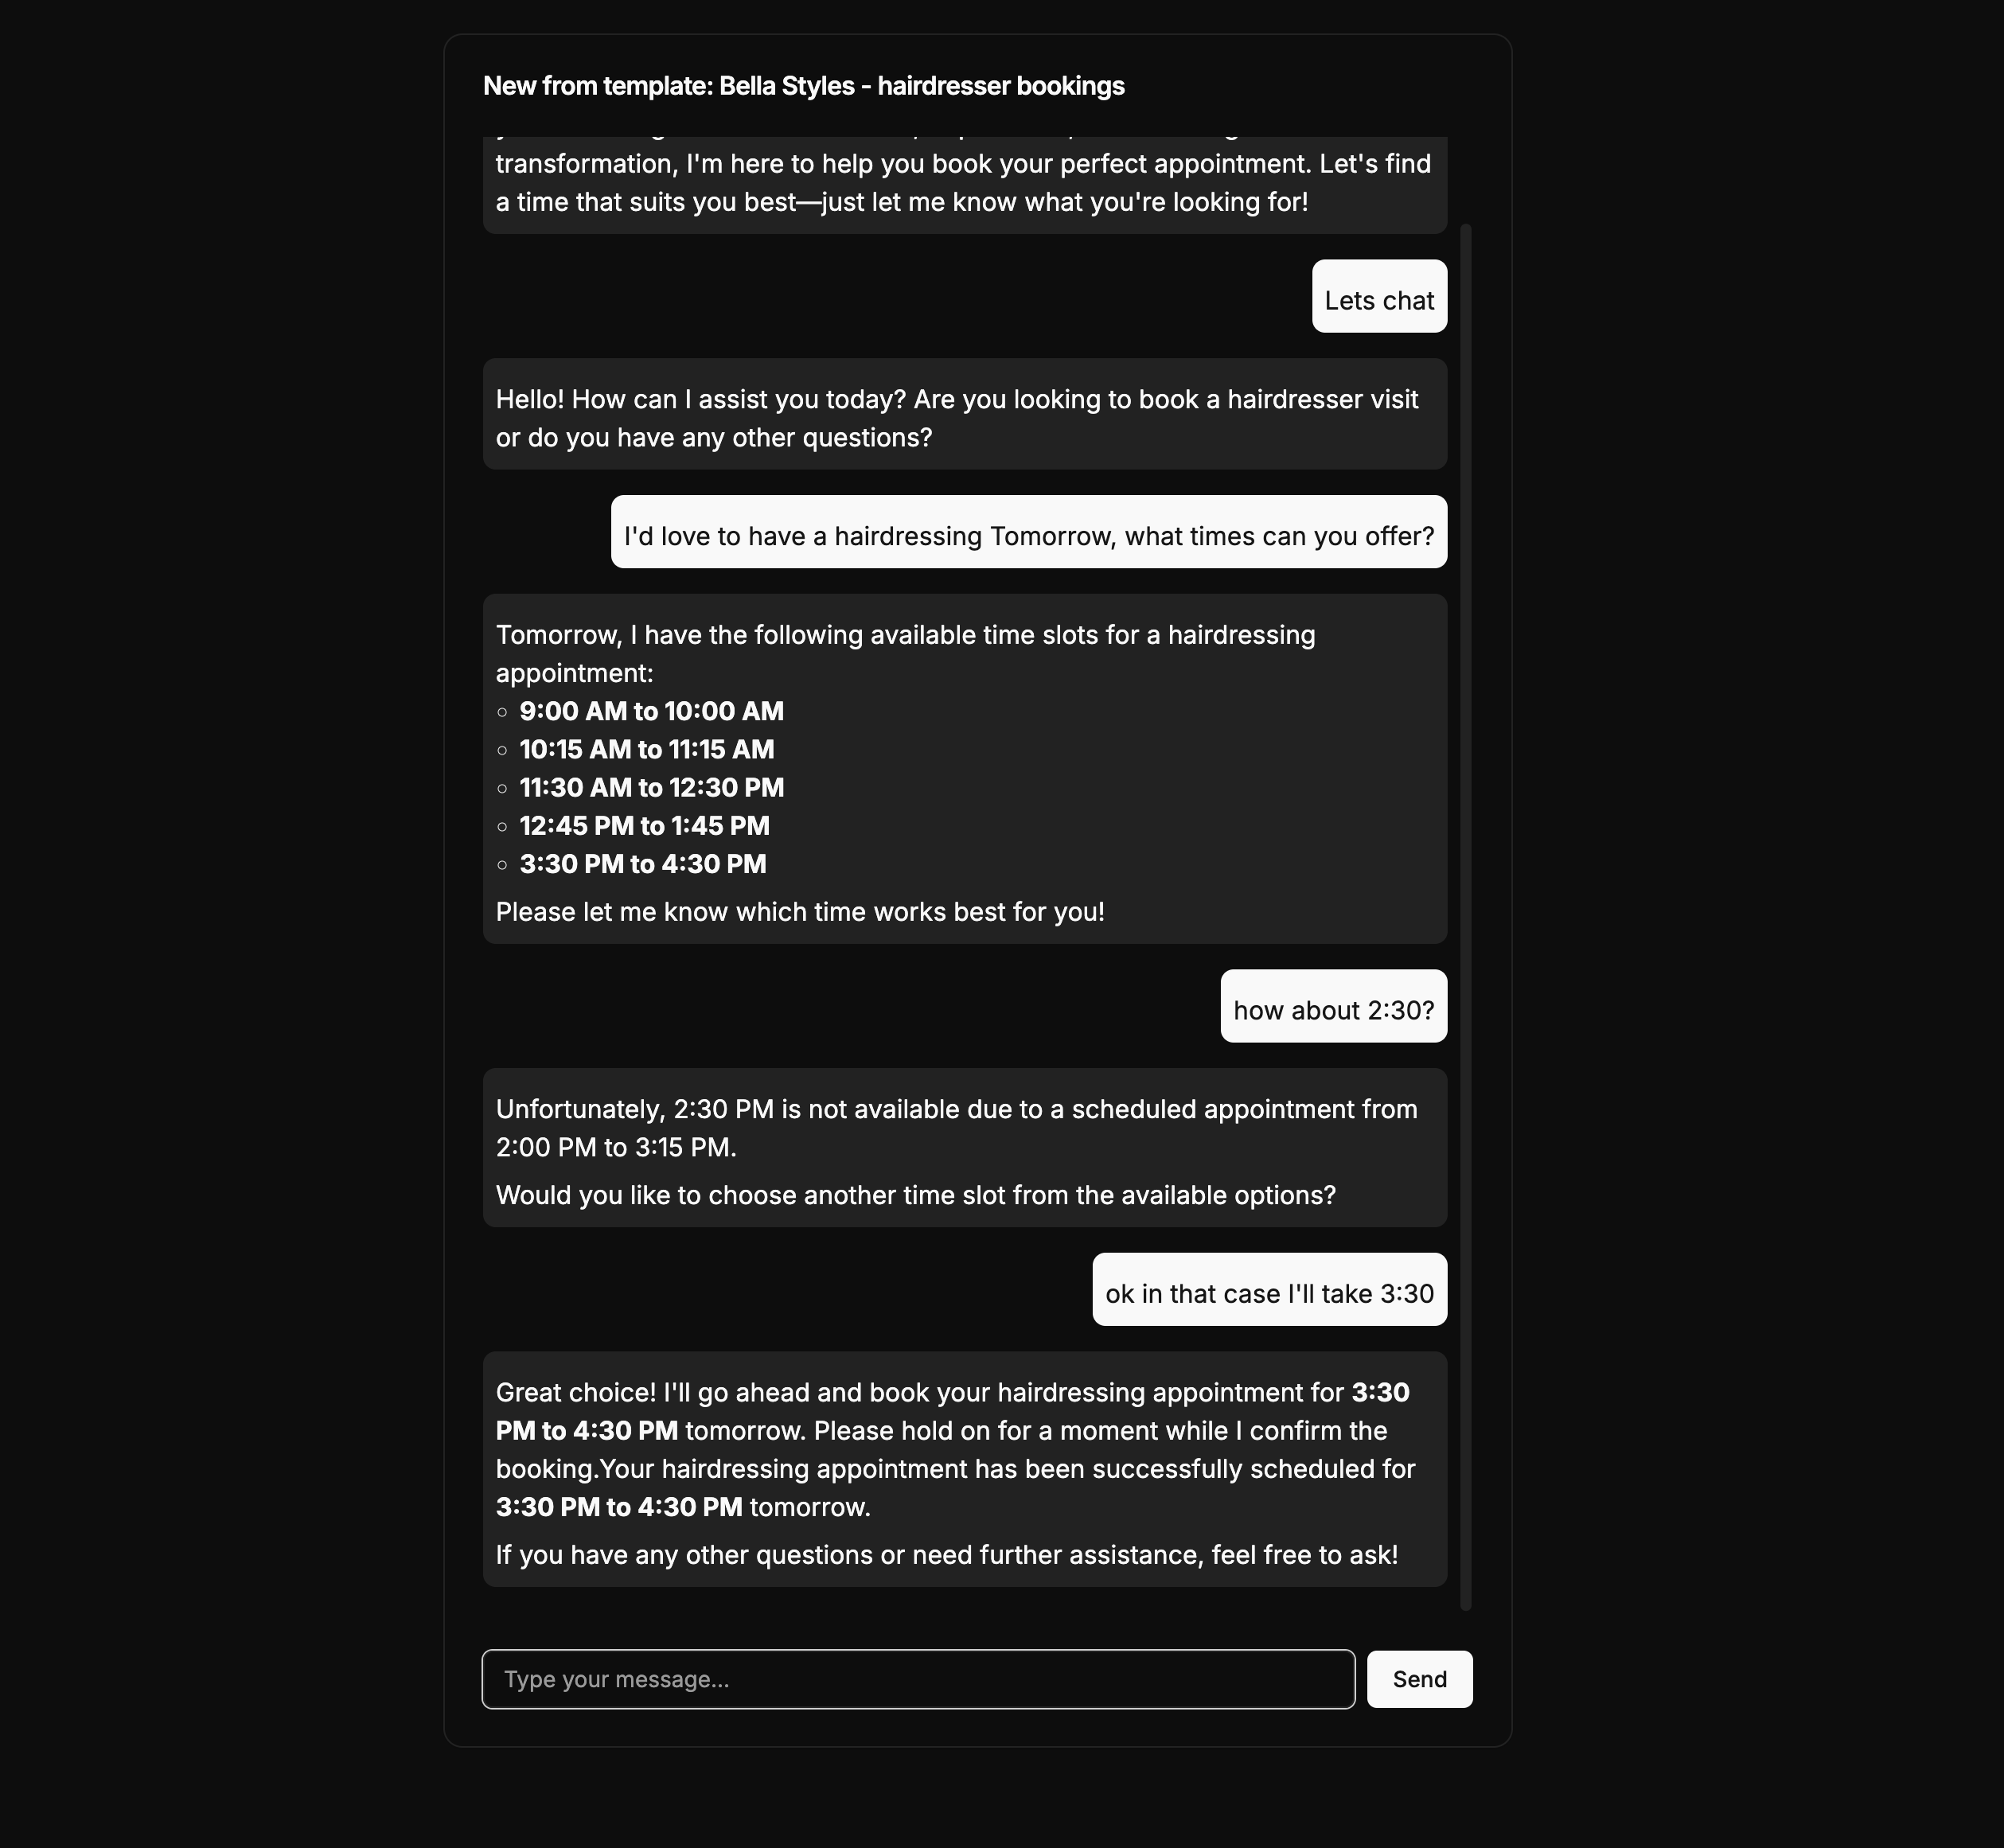 New from template: Bella Styles - hairdresser bookings
transformation, I'm here to help you book your perfect appointment. Let's find
a time that suits you best—just let me know what you're looking for!
Lets chat
Hello! How can I assist you today? Are you looking to book a hairdresser visit
or do you have any other questions?
I'd love to have a hairdressing Tomorrow, what times can you offer?
Tomorrow, I have the following available time slots for a hairdressing
appointment:
◦ 9:00 AM to 10:00 AM
◦ 10:15 AM to 11:15 AM
◦ 11:30 AM to 12:30 PM
◦ 12:45 PM to 1:45 PM
◦ 3:30 PM to 4:30 PM
Please let me know which time works best for you!
how about 2:30?
Unfortunately, 2:30 PM is not available due to a scheduled appointment from
2:00 PM to 3:15 PM.
Would you like to choose another time slot from the available options?
ok in that case I'll take 3:30
Great choice! I'll go ahead and book your hairdressing appointment for 3:30
PM to 4:30 PM tomorrow. Please hold on for a moment while I confirm the
booking.Your hairdressing appointment has been successfully scheduled for
3:30 PM to 4:30 PM tomorrow.
If you have any other questions or need further assistance, feel free to ask!
Type your message...
Send